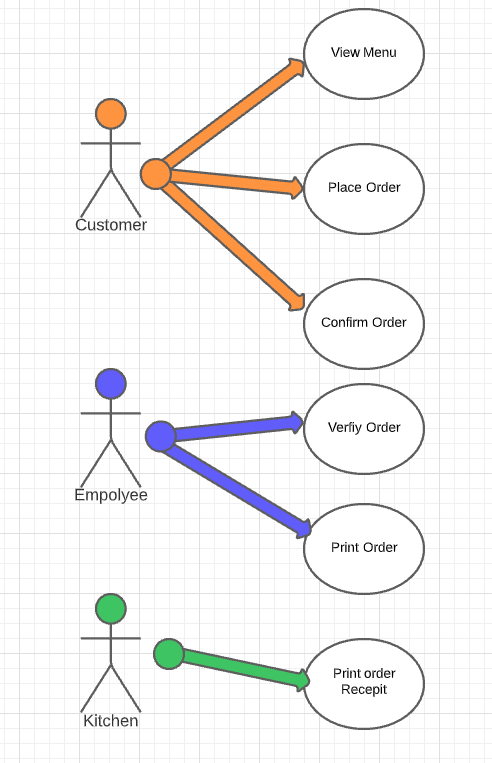 View Menu
Place Order
Customer
Confirm Order
Verfiy Order
Empolyee
Print Order
Print order
Recepit
Kitchen